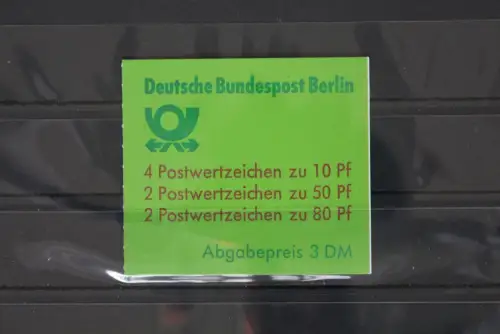 Deutsche Bundespost Berlin
4 Postwertzeichen zu 10 Pf
2 Postwertzeichen zu 50 Pf
2 Postwertzeichen zu 80 Pf
Abgabepreis 3 DM